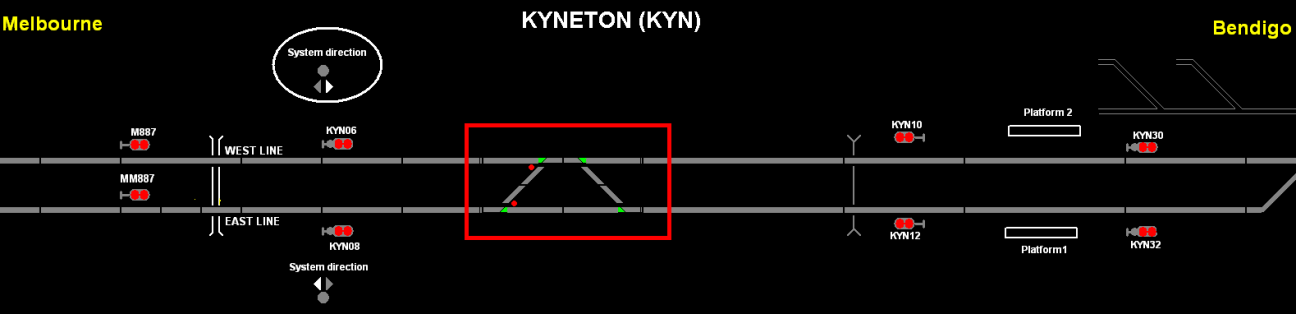 KYNETON (KYN)
Melbourne
Bendigo
System direction
Platform 2
M887
KYN06
KYN10
KYN30
WEST LINE
MM887
EAST LINE
KYN08
KYN12
Platform1
KYN32
System direction